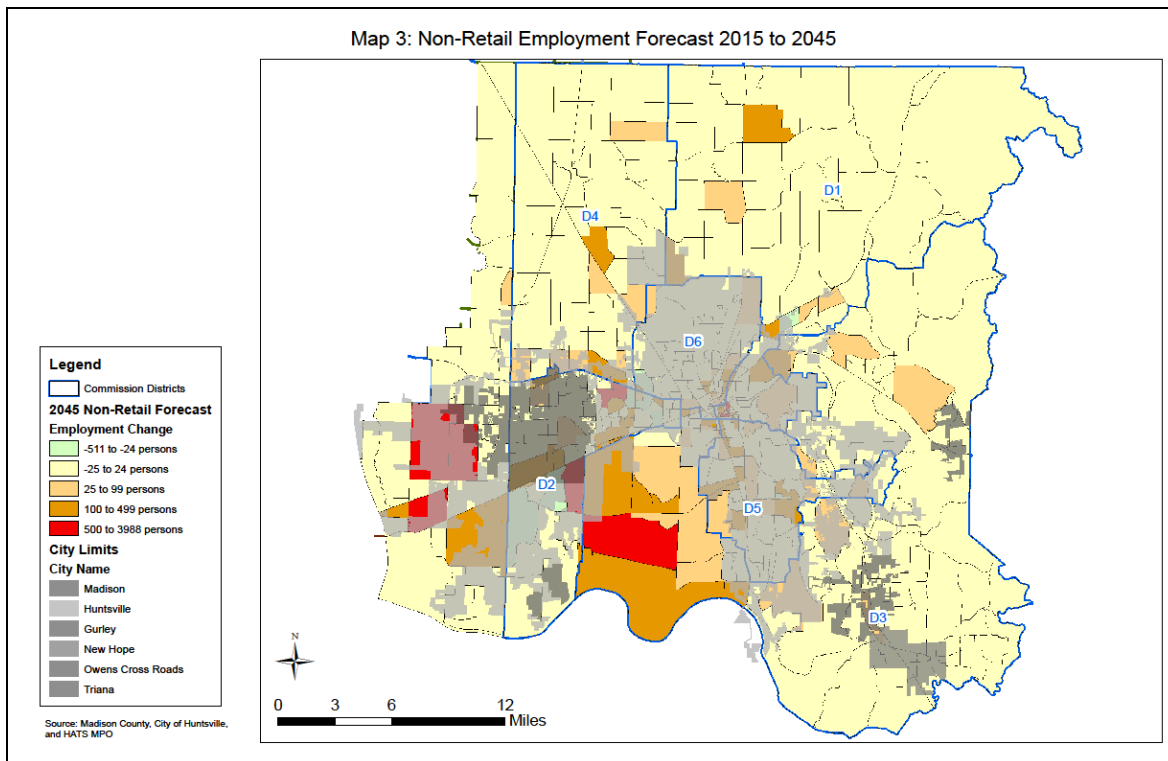 Map 3: Non-Retail Employment Forecast 2015 to 2045
D1
D4
D6
D2
D5
D3
Legend
Commission Districts
2045 Non-Retail Forecast
Employment Change
-511 to -24 persons
-25 to 24 persons
25 to 99 persons
100 to 499 persons
500 to 3988 persons
City Limits
City Name
Madison
Huntsville
Gurley
New Hope
Owens Cross Roads
Triana
Source: Madison County, City of Huntsville,
and HATS MPO
N
0 3 6 12
Miles